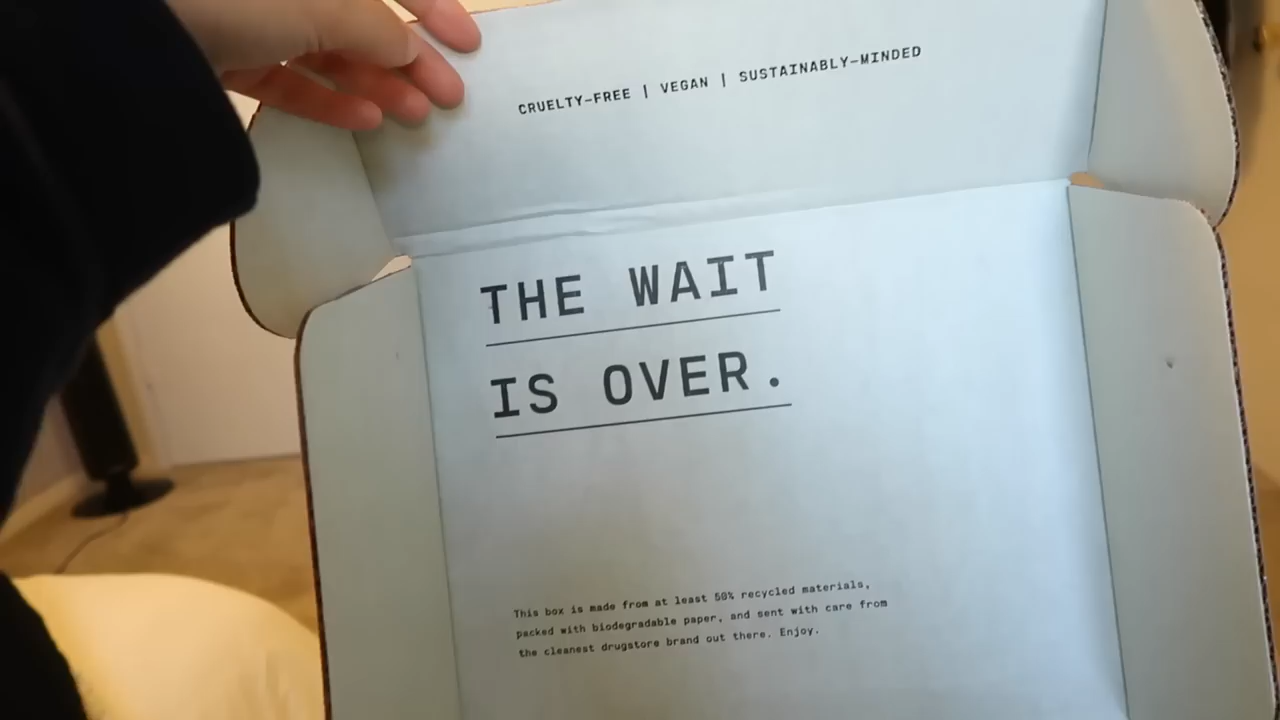 CRUELTY-FREE | VEGAN | SUSTAINABLY-MINDED
THE WAIT
IS OVER.
This box is made from at least 50% recycled materials,
packed with biodegradable paper, and sent with care from
the cleanest drugstore brand out there. Enjoy.